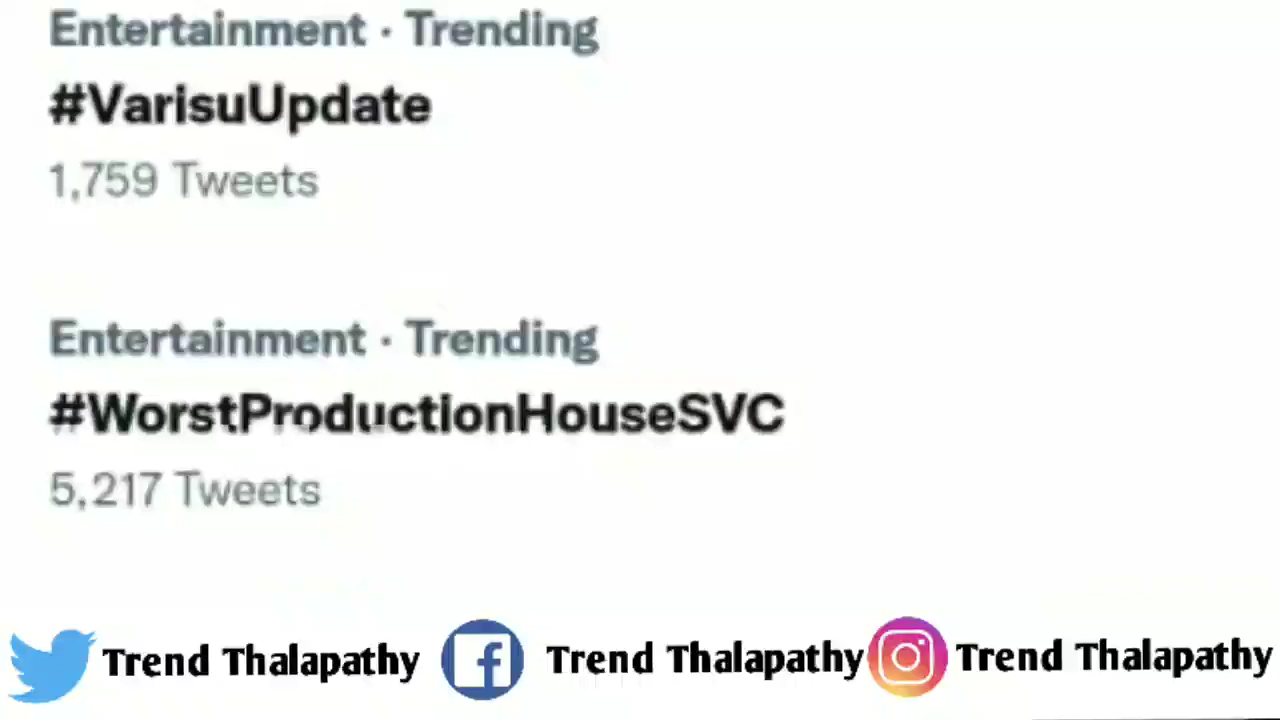 Entertainment · Trending
#VarisuUpdate
1,759 Tweets
Entertainment · Trending
#WorstProductionHouseSVC
5,217 Tweets
Trend Thalapathy Trend Thalapathy Trend Thalapathy